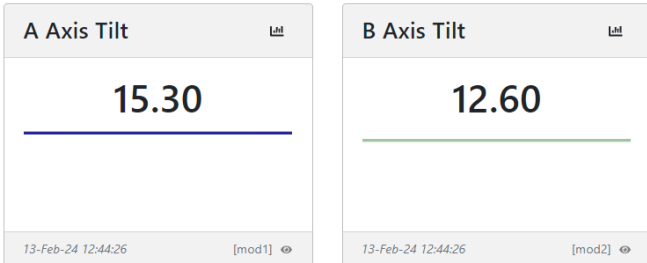 A Axis Tilt
15.30
13-Feb-24 12:44:26 [mod1]
B Axis Tilt
12.60
13-Feb-24 12:44:26 [mod2]